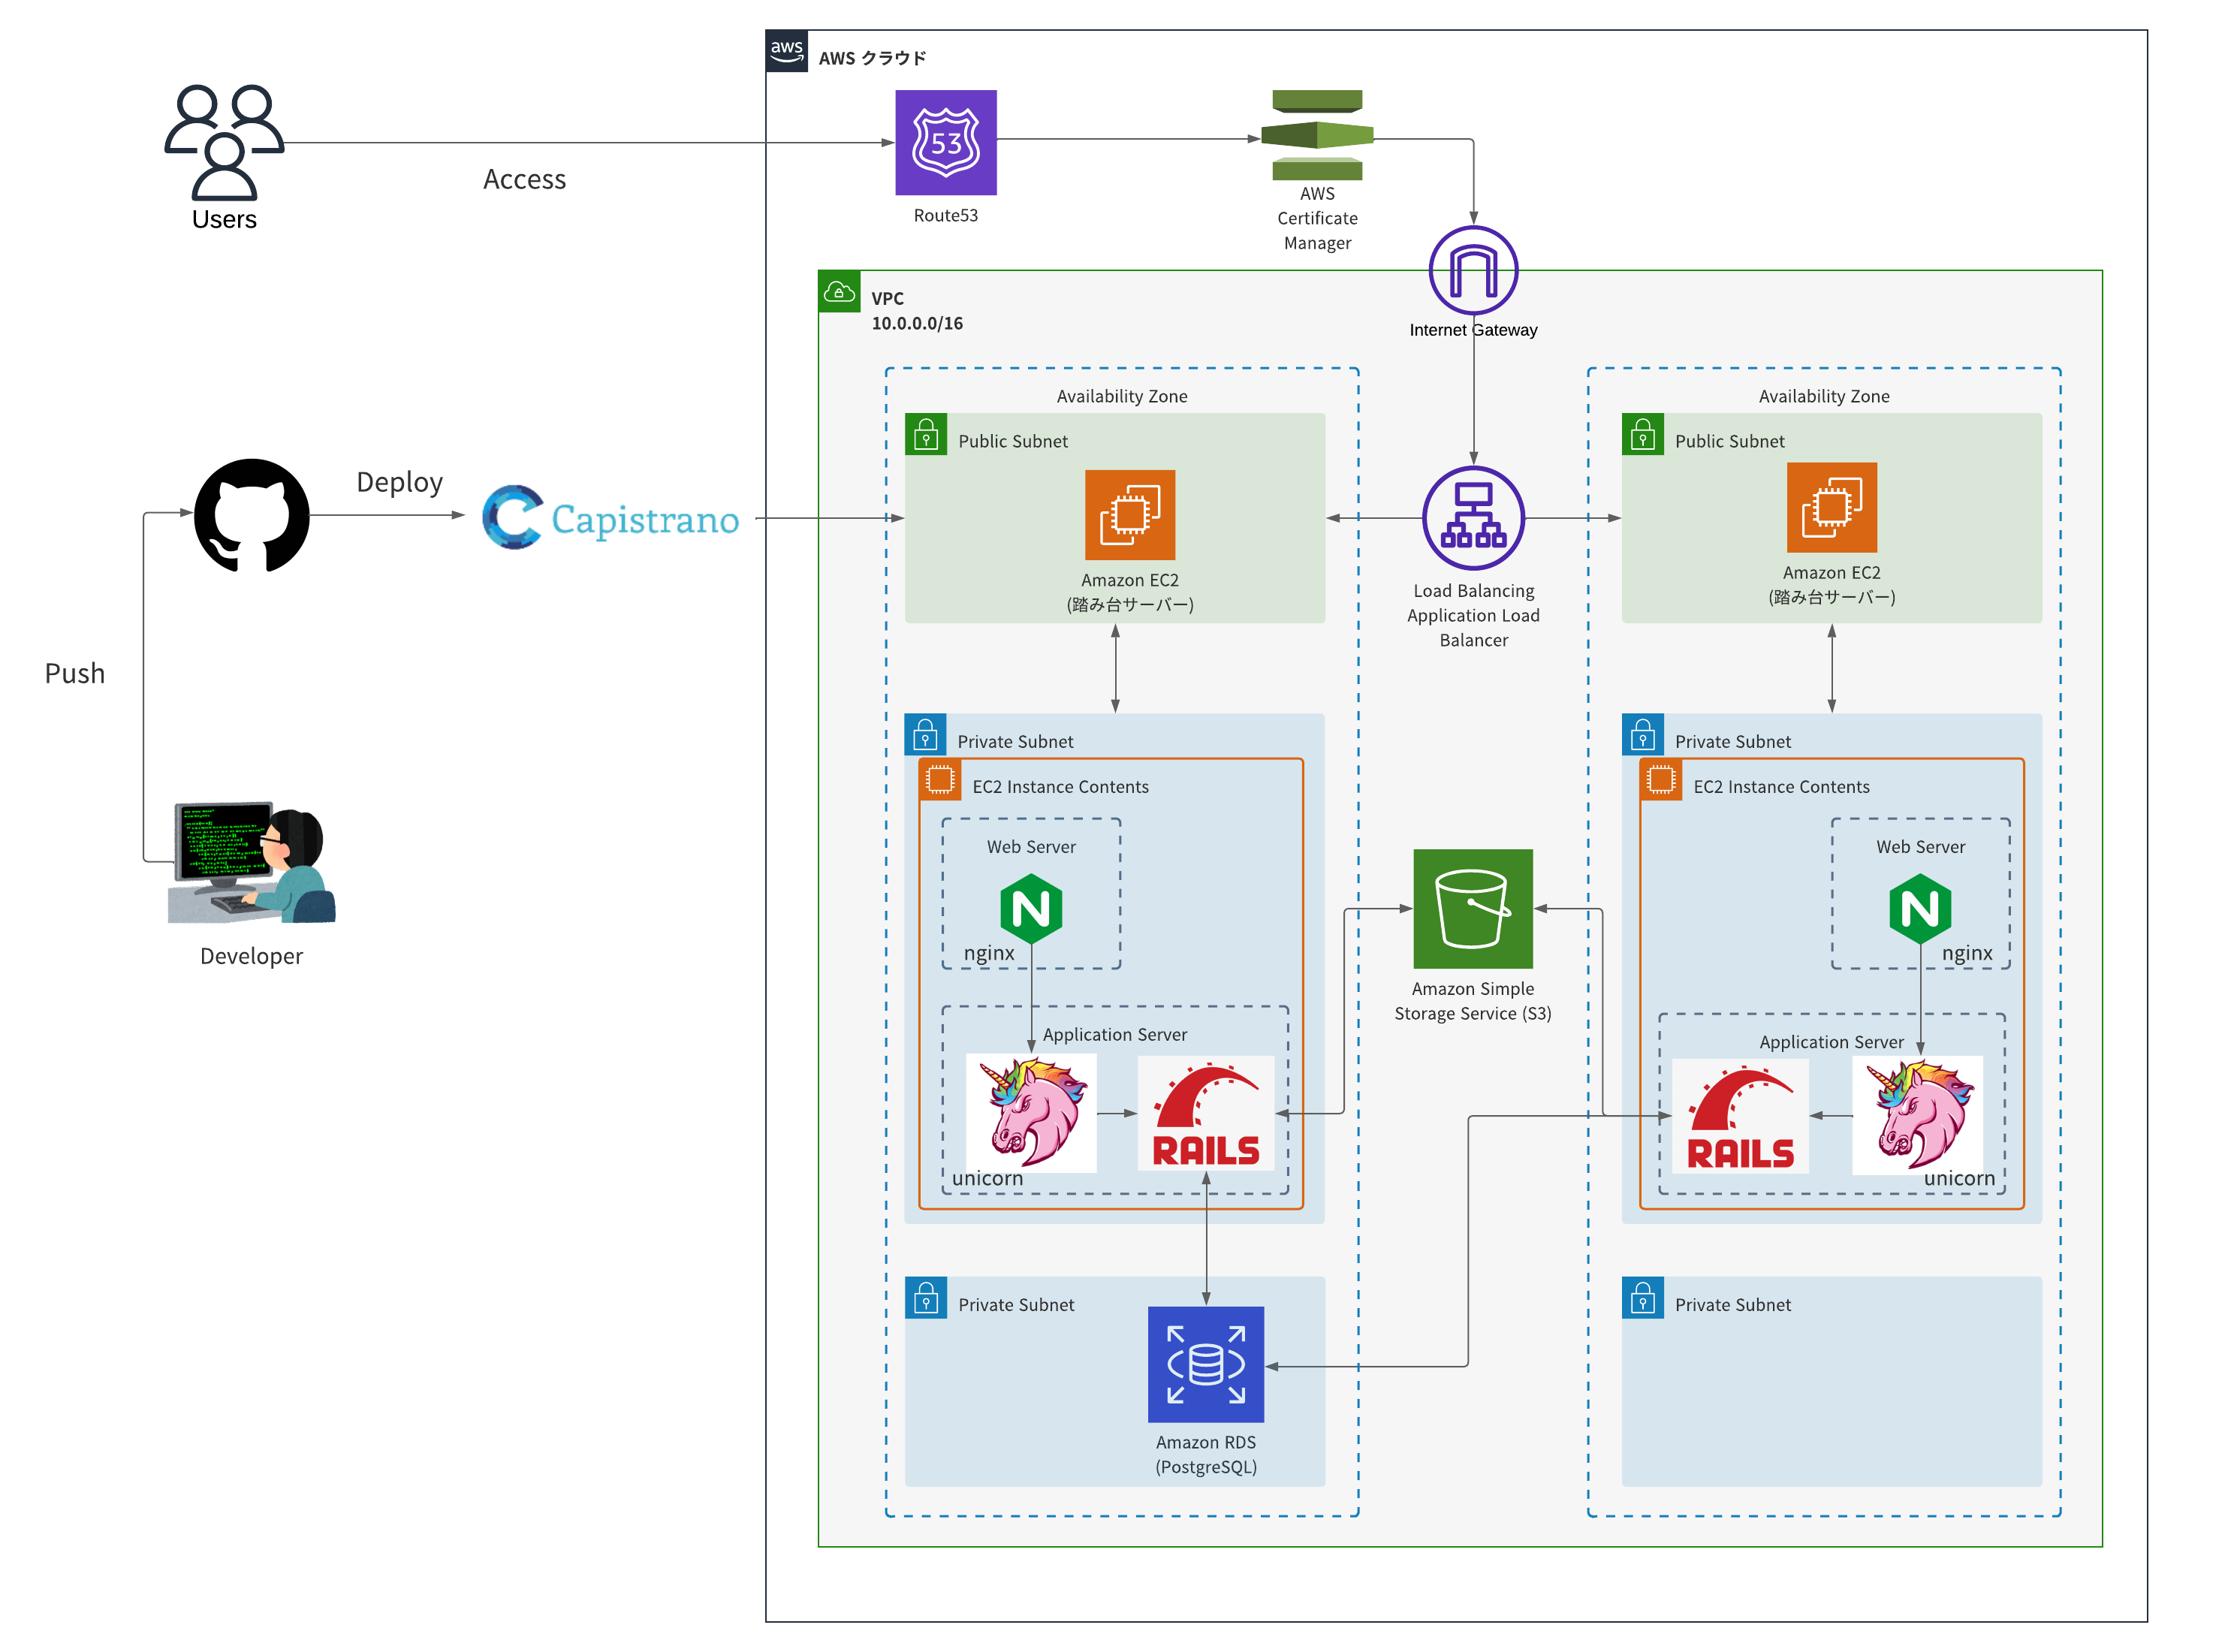 aws
AWS クラウド
Users
Access
53
Route53
AWS
Certificate
Manager
VPC
10.0.0.0/16
Internet Gateway
Availability Zone
Public Subnet
Amazon EC2
(踏み台サーバー)
Load Balancing
Application Load
Balancer
Availability Zone
Public Subnet
Amazon EC2
(踏み台サーバー)
Deploy
Capistrano
Push
Developer
Private Subnet
EC2 Instance Contents
Web Server
N
nginx
Application Server
RAILS
unicorn
Amazon Simple
Storage Service (S3)
Private Subnet
EC2 Instance Contents
Web Server
N
nginx
Application Server
RAILS
unicorn
Private Subnet
Amazon RDS
(PostgreSQL)
Private Subnet